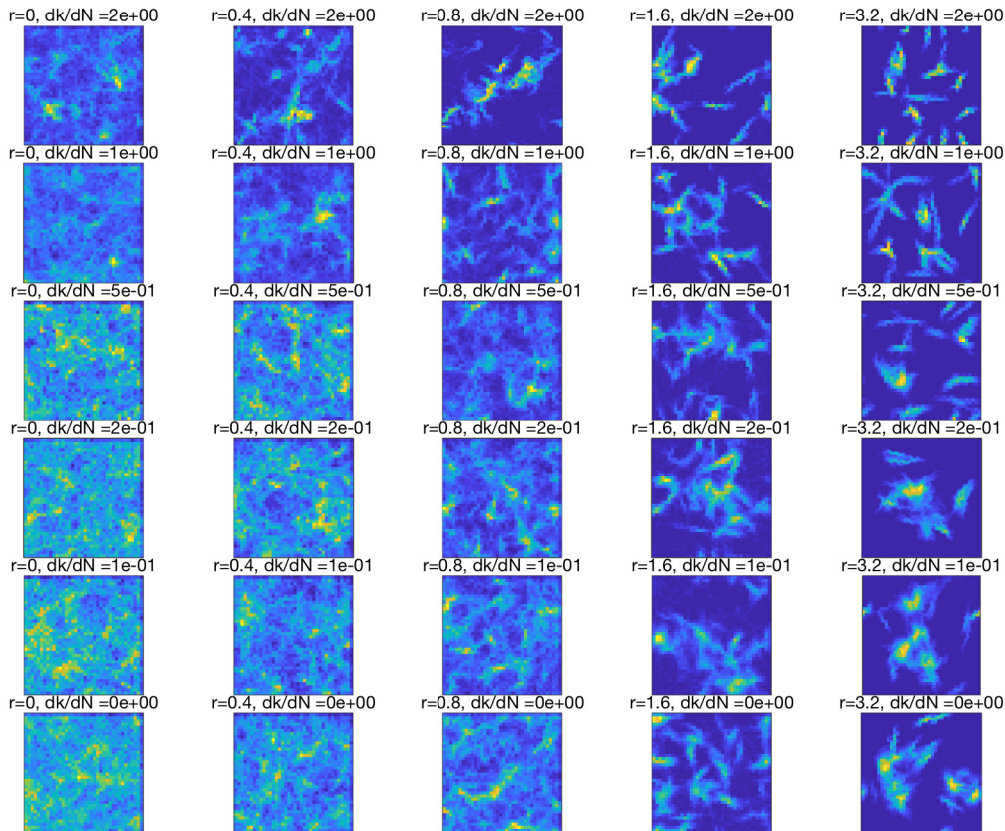 r=0, dk/dN =2e+00 r=0.4, dk/dN =2e+00 r=0.8, dk/dN =2e+00 r=1.6, dk/dN =2e+00 r=3.2, dk/dN =2e+00
r=0, dk/dN =1e+00 r=0.4, dk/dN =1e+00 r=0.8, dk/dN =1e+00 r=1.6, dk/dN =1e+00 r=3.2, dk/dN =1e+00
r=0, dk/dN =5e-01 r=0.4, dk/dN =5e-01 r=0.8, dk/dN =5e-01 r=1.6, dk/dN =5e-01 r=3.2, dk/dN =5e-01
r=0, dk/dN =2e-01 r=0.4, dk/dN =2e-01 r=0.8, dk/dN =2e-01 r=1.6, dk/dN =2e-01 r=3.2, dk/dN =2e-01
r=0, dk/dN =1e-01 r=0.4, dk/dN =1e-01 r=0.8, dk/dN =1e-01 r=1.6, dk/dN =1e-01 r=3.2, dk/dN =1e-01
r=0, dk/dN =0e+00 r=0.4, dk/dN =0e+00 r=0.8, dk/dN =0e+00 r=1.6, dk/dN =0e+00 r=3.2, dk/dN =0e+00